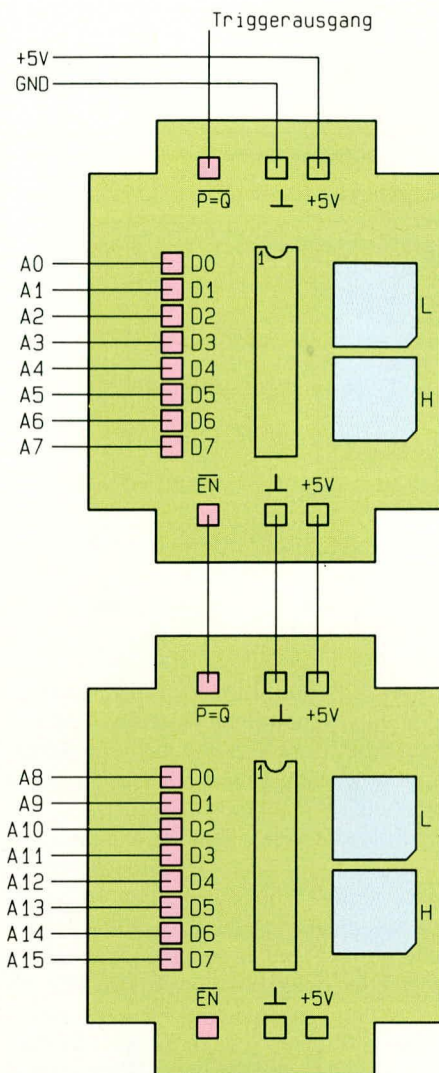 Triggerausgang
+5V
GND
P=Q ⊥ +5V
A0 D0
A1 D1
A2 D2
A3 D3
A4 D4
A5 D5
A6 D6
A7 D7
1
L
H
EN ⊥ +5V
P=Q ⊥ +5V
A8 D0
A9 D1
A10 D2
A11 D3
A12 D4
A13 D5
A14 D6
A15 D7
1
L
H
EN ⊥ +5V